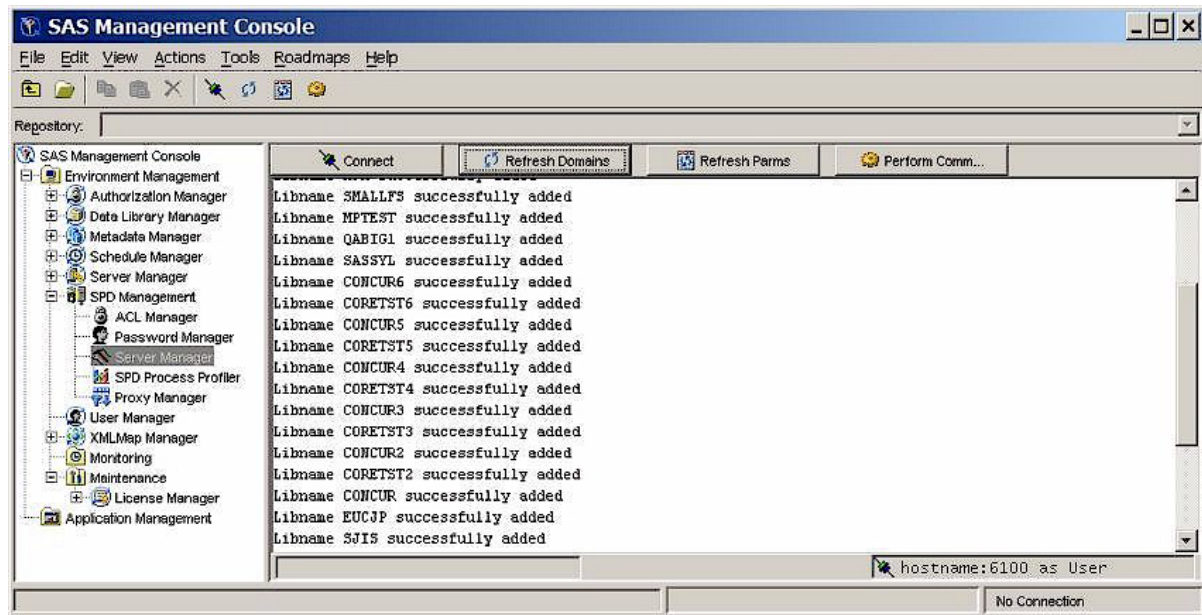 SAS Management Console
File Edit View Actions Tools Roadmaps Help
Repository:
SAS Management Console
Environment Management
Authorization Manager
Data Library Manager
Metadata Manager
Schedule Manager
Server Manager
SPD Management
ACL Manager
Password Manager
Server Manager
SPD Process Profiler
Proxy Manager
User Manager
XMLMap Manager
Monitoring
Maintenance
License Manager
Application Management
Connect Refresh Domains Refresh Parms Perform Comm...
Libname SMALLFS successfully added
Libname MPTEST successfully added
Libname QABIG1 successfully added
Libname SASSYL successfully added
Libname CONCUR6 successfully added
Libname CORETST6 successfully added
Libname CONCUR5 successfully added
Libname CORETST5 successfully added
Libname CONCUR4 successfully added
Libname CORETST4 successfully added
Libname CONCUR3 successfully added
Libname CORETST3 successfully added
Libname CONCUR2 successfully added
Libname CORETST2 successfully added
Libname CONCUR successfully added
Libname EUCJP successfully added
Libname SJIS successfully added
hostname:6100 as User
No Connection